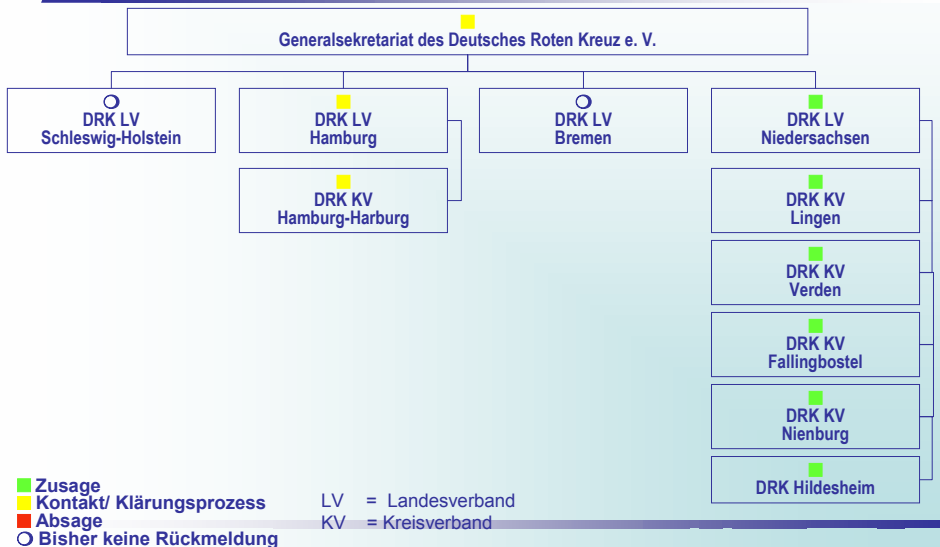 Generalsekretariat des Deutsches Roten Kreuz e. V.
DRK LV
Schleswig-Holstein
DRK LV
Hamburg
DRK LV
Bremen
DRK LV
Niedersachsen
DRK KV
Hamburg-Harburg
DRK KV
Lingen
DRK KV
Verden
DRK KV
Fallingbostel
DRK KV
Nienburg
DRK Hildesheim
Zusage
Kontakt/ Klärungsprozess
Absage
Bisher keine Rückmeldung
LV = Landesverband
KV = Kreisverband